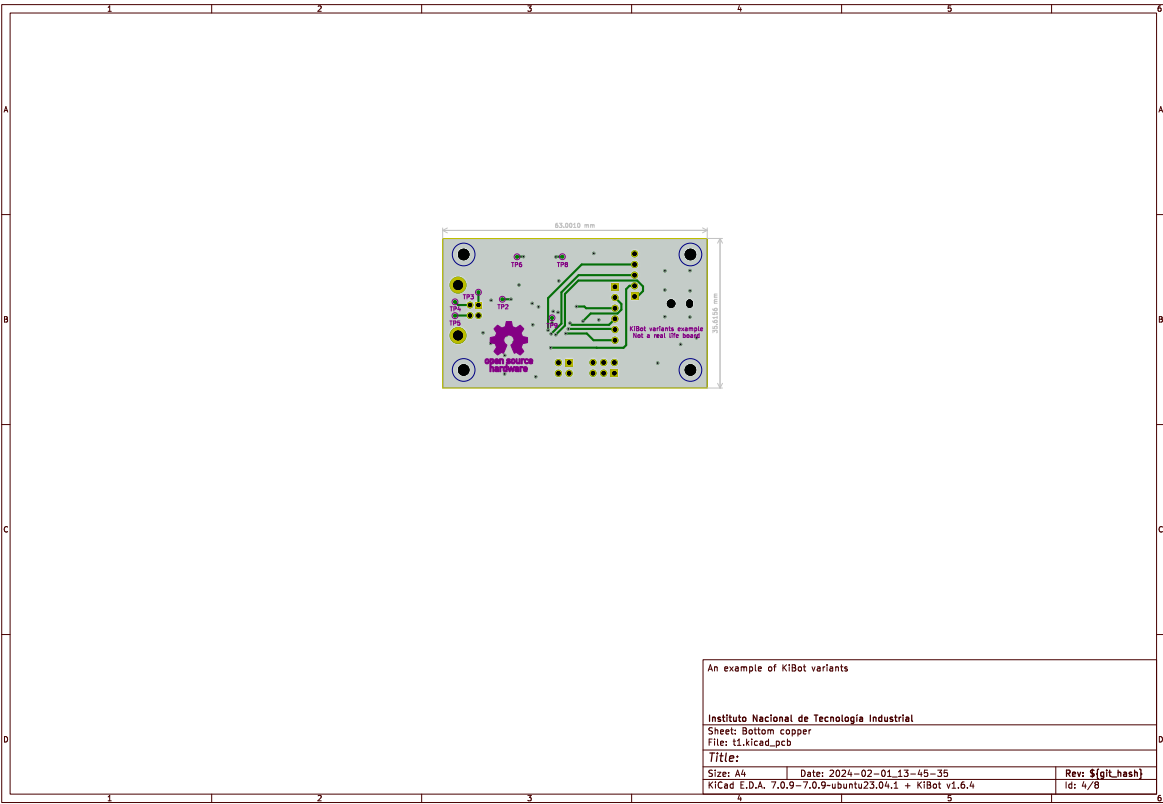 1 2 3 4 5 6
A A
63.0010 mm
TP6 TP8
TP3
TP2
TP4
B B
35.6156 mm
TP5
TP9
KiBot variants example
Not a real life board
open source
hardware
C C
An example of KiBot variants
Instituto Nacional de Tecnología Industrial
Sheet: Bottom copper
File: t1.kicad_pcb
D D
Title:
Size: A4 Date: 2024-02-01_13-45-35 Rev: ${git_hash}
KiCad E.D.A. 7.0.9-7.0.9~ubuntu23.04.1 + KiBot v1.6.4 Id: 4/8
1 2 3 4 5 6